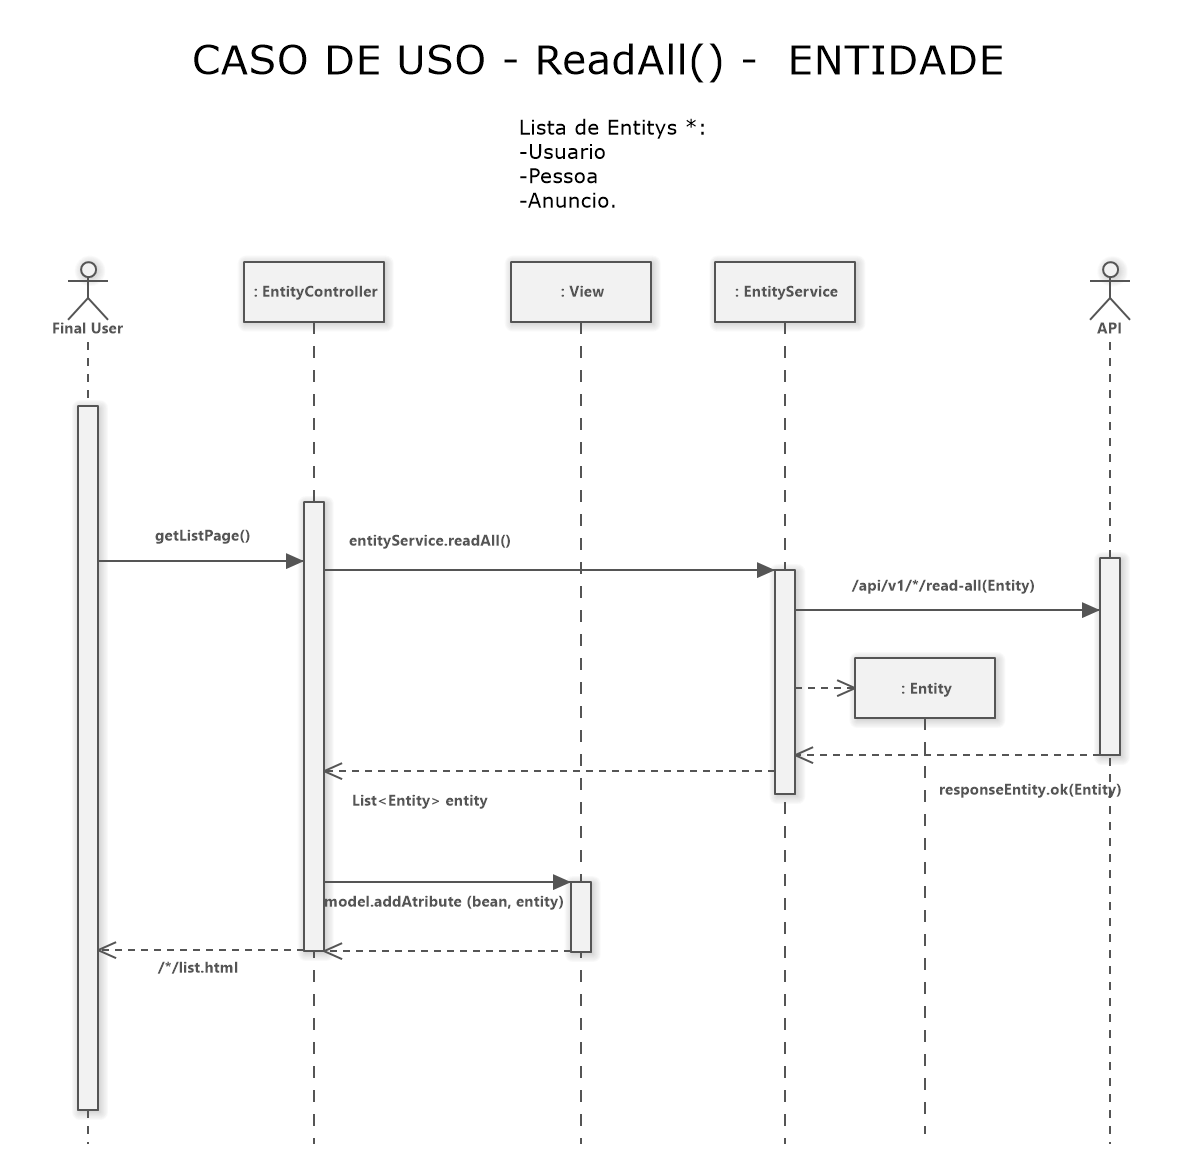 CASO DE USO - ReadAll() - ENTIDADE
Lista de Entitys *:
-Usuario
-Pessoa
-Anuncio.
Final User
: EntityController
: View
: EntityService
API
getListPage()
entityService.readAll()
/api/v1/*/read-all(Entity)
: Entity
responseEntity.ok(Entity)
List<Entity> entity
model.addAtribute (bean, entity)
/*/list.html